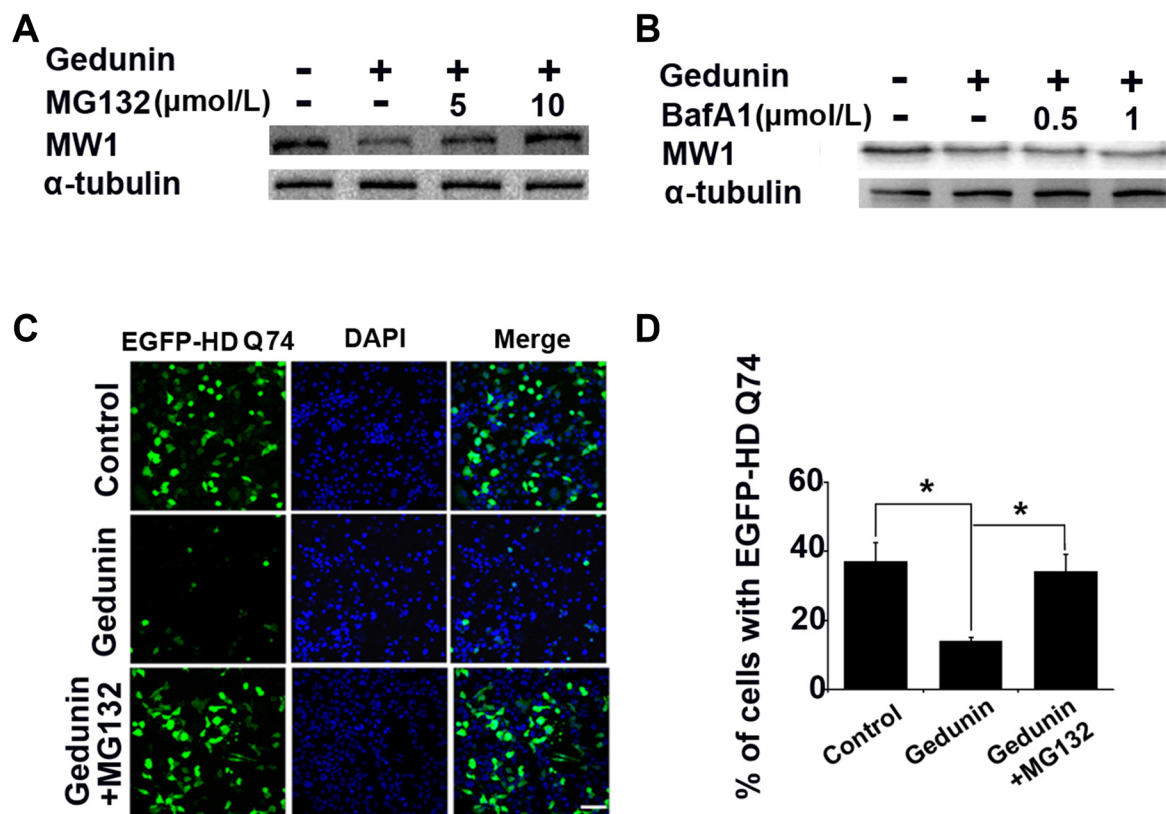 A
Gedunin - + + +
MG132(μmol/L) - - 5 10
MW1
α-tubulin
B
Gedunin - + + +
BafA1(μmol/L) - - 0.5 1
MW1
α-tubulin
C
EGFP-HD Q74 DAPI Merge
Control
Gedunin
Gedunin
+MG132
D
% of cells with EGFP-HD Q74
60
40
20
0
* *
Control
Gedunin
Gedunin
+MG132